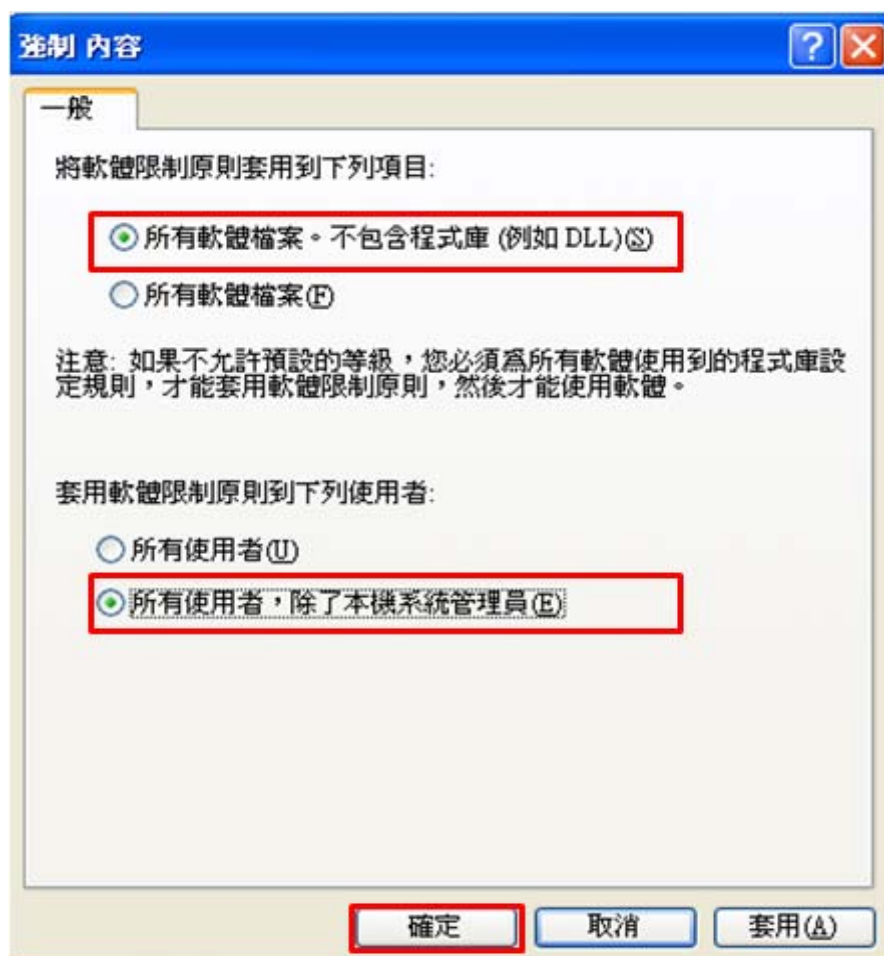 強制 內容
一般
將軟體限制原則套用到下列項目:
所有軟體檔案。不包含程式庫 (例如 DLL)(S)
所有軟體檔案(F)
注意: 如果不允許預設的等級，您必須為所有軟體使用到的程式庫設
定規則，才能套用軟體限制原則，然後才能使用軟體。
套用軟體限制原則到下列使用者:
所有使用者(U)
所有使用者，除了本機系統管理員(E)
確定 取消 套用(A)